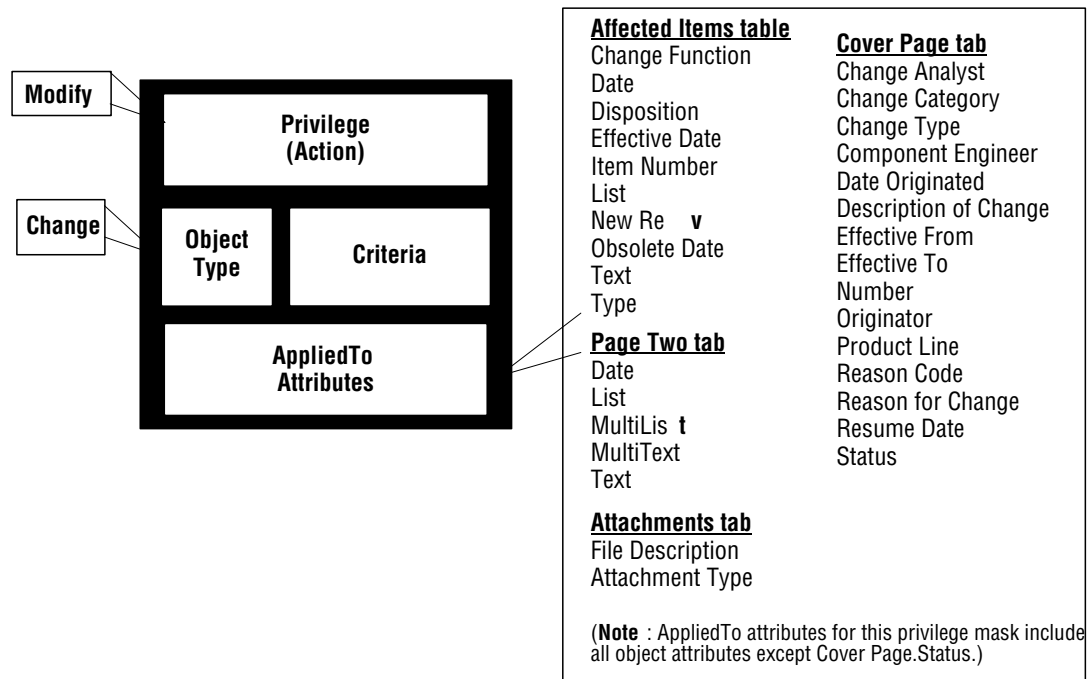 Modify
Privilege
(Action)
Change
Object
Type
Criteria
AppliedTo
Attributes
Affected Items table
Change Function
Date
Disposition
Effective Date
Item Number
List
New Re v
Obsolete Date
Text
Type
Page Two tab
Date
List
MultiLis t
MultiText
Text
Attachments tab
File Description
Attachment Type
Cover Page tab
Change Analyst
Change Category
Change Type
Component Engineer
Date Originated
Description of Change
Effective From
Effective To
Number
Originator
Product Line
Reason Code
Reason for Change
Resume Date
Status
(Note : AppliedTo attributes for this privilege mask include
all object attributes except Cover Page.Status.)